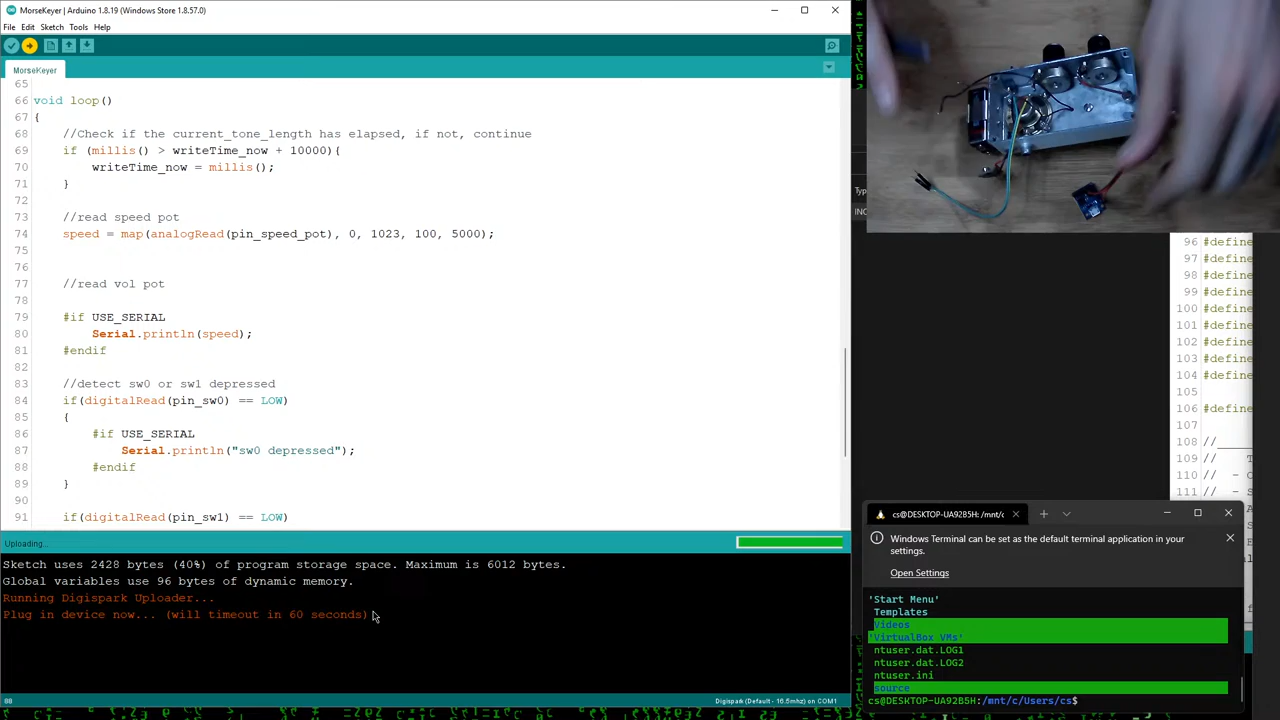 MorseKeyer | Arduino 1.8.19 (Windows Store 1.8.57.0)
File Edit Sketch Tools Help
MorseKeyer
65
66 void loop()
67 {
68 //Check if the current_tone_length has elapsed, if not, continue
69 if (millis() > writeTime_now + 10000){
70 writeTime_now = millis();
71 }
72
73 //read speed pot
74 speed = map(analogRead(pin_speed_pot), 0, 1023, 100, 5000);
75
76
77 //read vol pot
78
79 #if USE_SERIAL
80 Serial.println(speed);
81 #endif
82
83 //detect sw0 or sw1 depressed
84 if(digitalRead(pin_sw0) == LOW)
85 {
86 #if USE_SERIAL
87 Serial.println("sw0 depressed");
88 #endif
89 }
90
91 if(digitalRead(pin_sw1) == LOW)
Uploading...
Sketch uses 2428 bytes (40%) of program storage space. Maximum is 6012 bytes.
Global variables use 96 bytes of dynamic memory.
Running Digispark Uploader...
Plug in device now... (will timeout in 60 seconds)
Digispark (Default - 16.5mhz) on COM1
Typ
INC
96 #define
97 #define
98 #define
99 #define
100 #define
101 #define
102 #define
103 #define
104 #define
105
106 #define
107
108 //
109 // T
110 // - C
111 // - S
cs@DESKTOP-UA92B5H: /mnt/c
Windows Terminal can be set as the default terminal application in your
settings.
Open Settings
'Start Menu'
Templates
Videos
'VirtualBox VMs'
ntuser.dat.LOG1
ntuser.dat.LOG2
ntuser.ini
source
cs@DESKTOP-UA92B5H:/mnt/c/Users/cs$